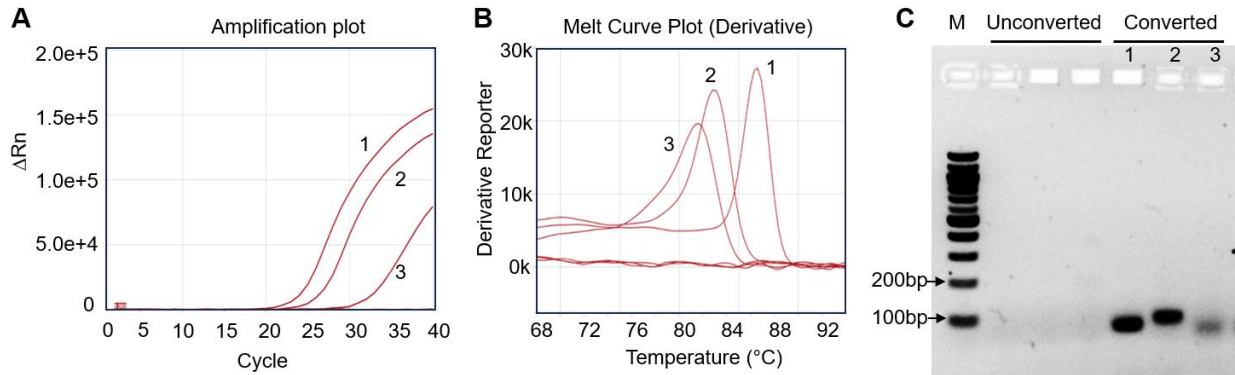 A
Amplification plot
2.0e+5
1.5e+5
1.0e+5
5.0e+4
0
ΔRn
1
2
3
0 5 10 15 20 25 30 35 40
Cycle
B
Melt Curve Plot (Derivative)
30k
20k
10k
0k
Derivative Reporter
1
2
3
68 72 76 80 84 88 92
Temperature (°C)
C
M Unconverted Converted
1 2 3
200bp
100bp